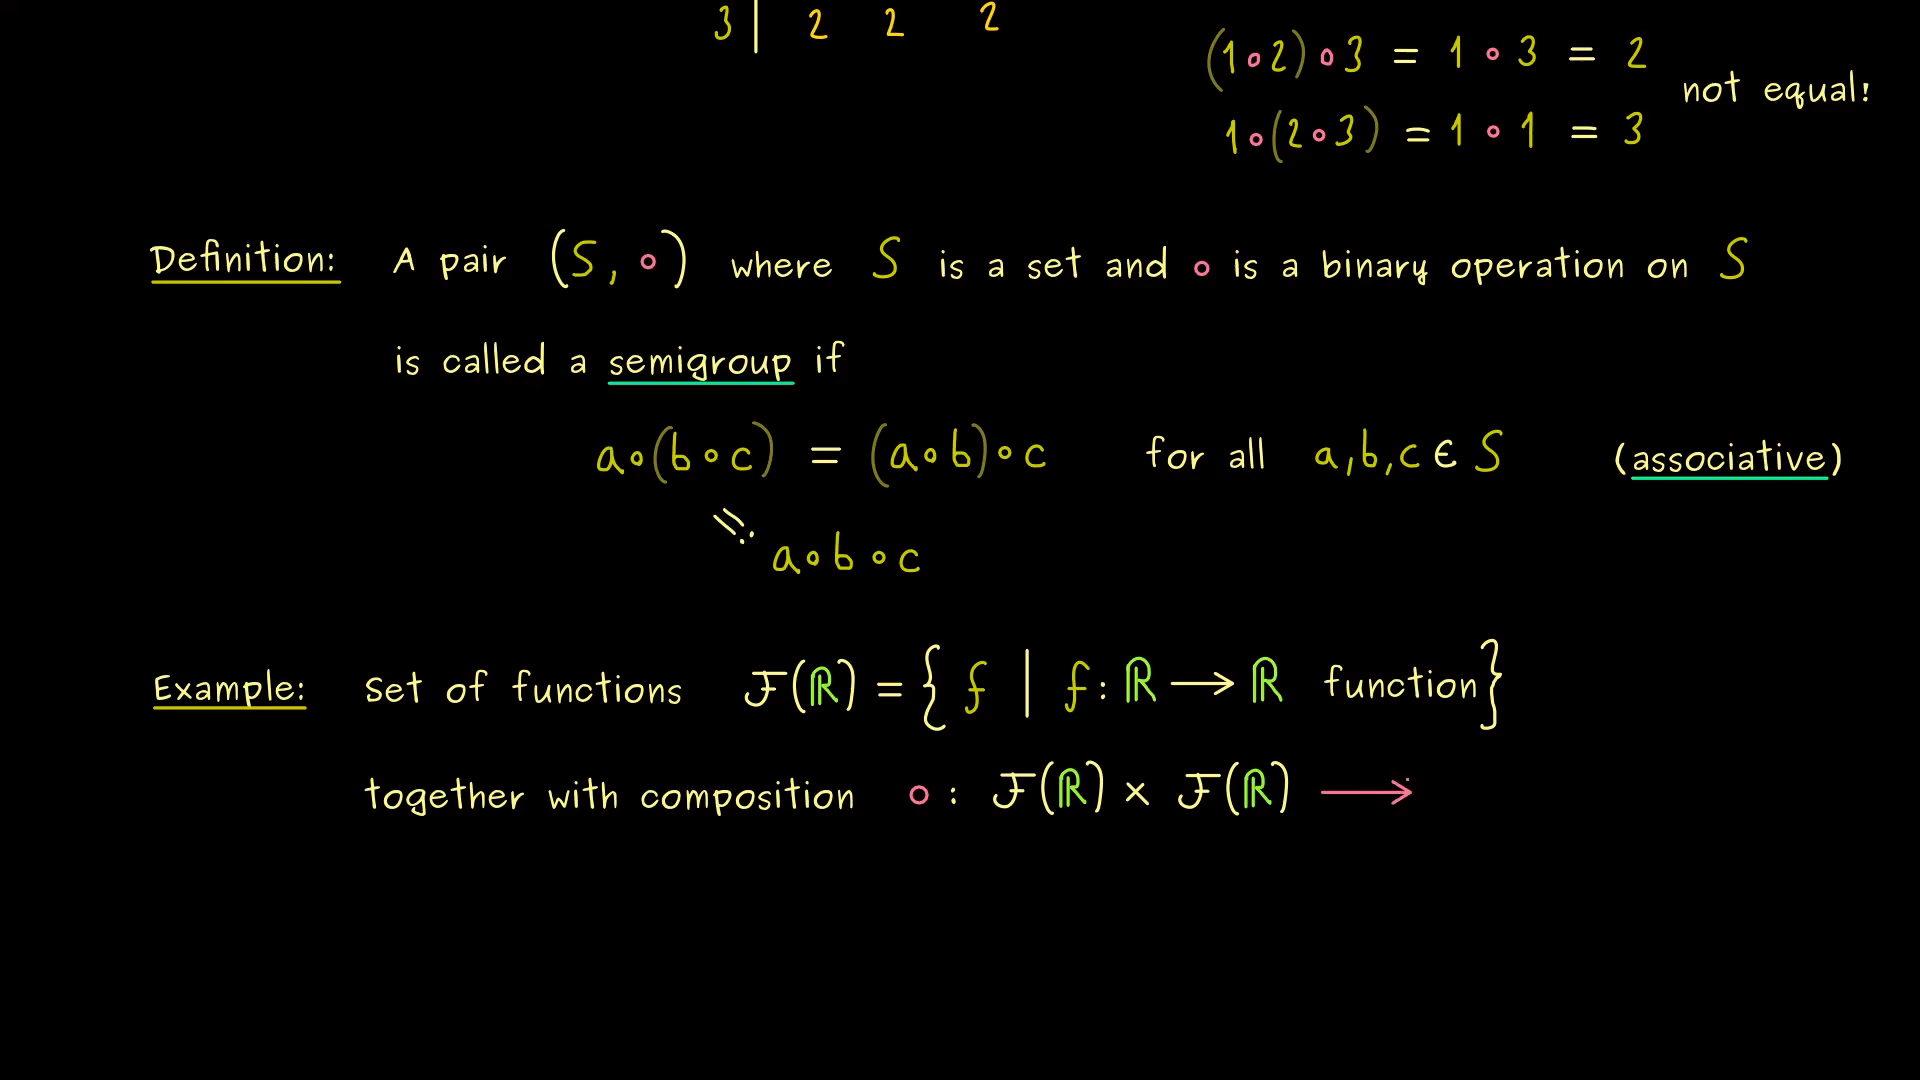 3 | 2 2 2
(1∘2)∘3 = 1∘3 = 2
not equal!
1∘(2∘3) = 1∘1 = 3
Definition: A pair (S, ∘) where S is a set and ∘ is a binary operation on S
is called a semigroup if
a∘(b∘c) = (a∘b)∘c for all a,b,c ∈ S (associative)
=: a∘b∘c
Example: Set of functions ℱ(ℝ) = { f | f: ℝ ⟶ ℝ function }
together with composition ∘ : ℱ(ℝ) × ℱ(ℝ) ⟶